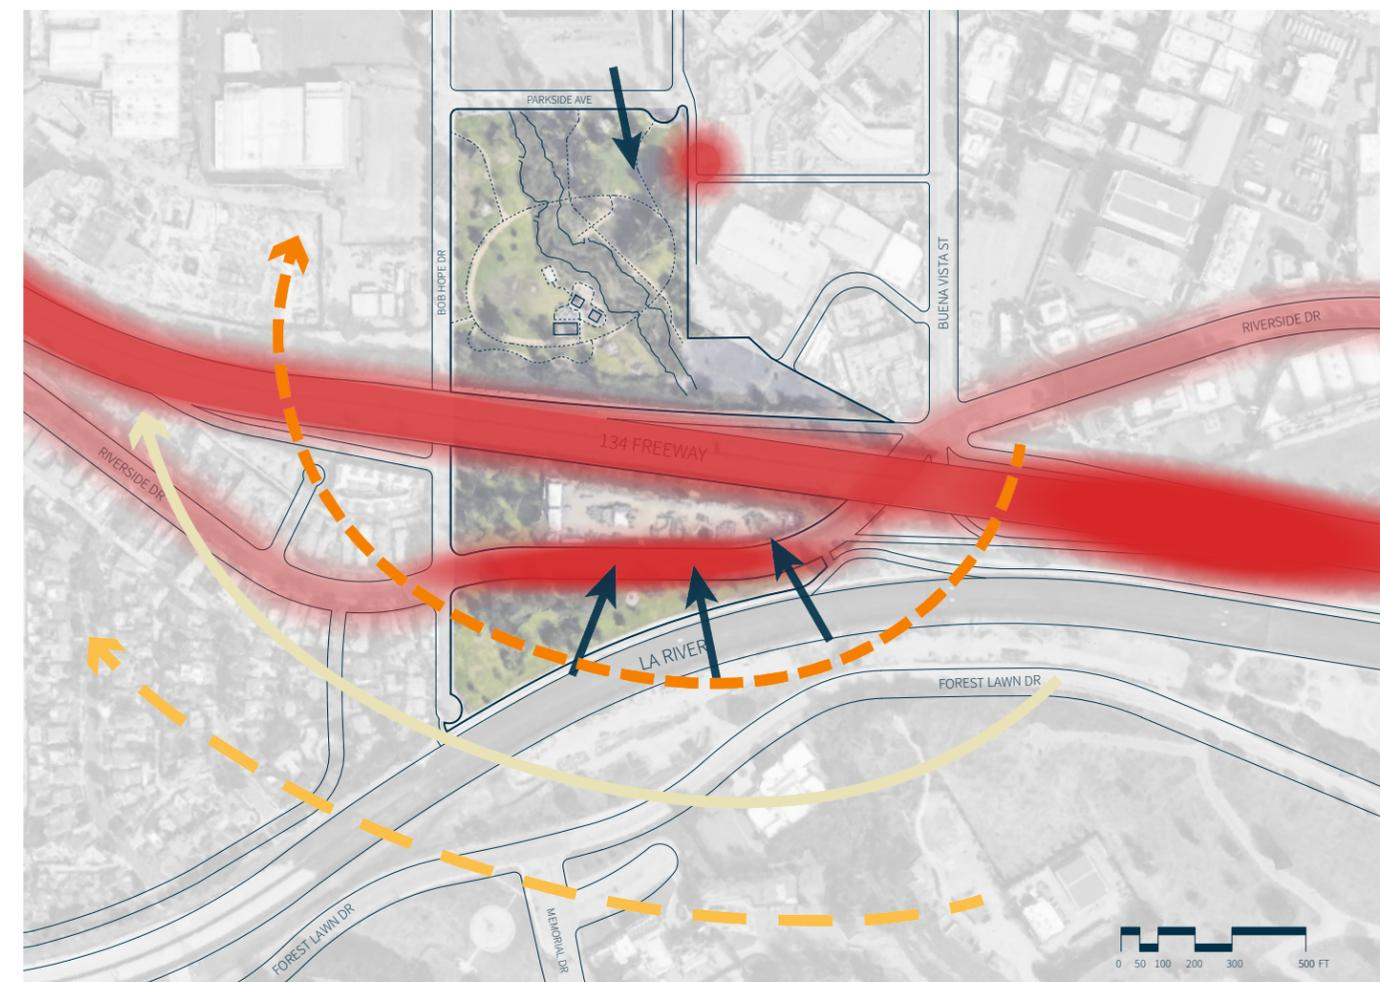 PARKSIDE AVE
BOB HOPE DR
BUENA VISTA ST
RIVERSIDE DR
134 FREEWAY
RIVERSIDE DR
LA RIVER
FOREST LAWN DR
FOREST LAWN DR
MEMORIAL DR
0 50 100 200 300 500 FT